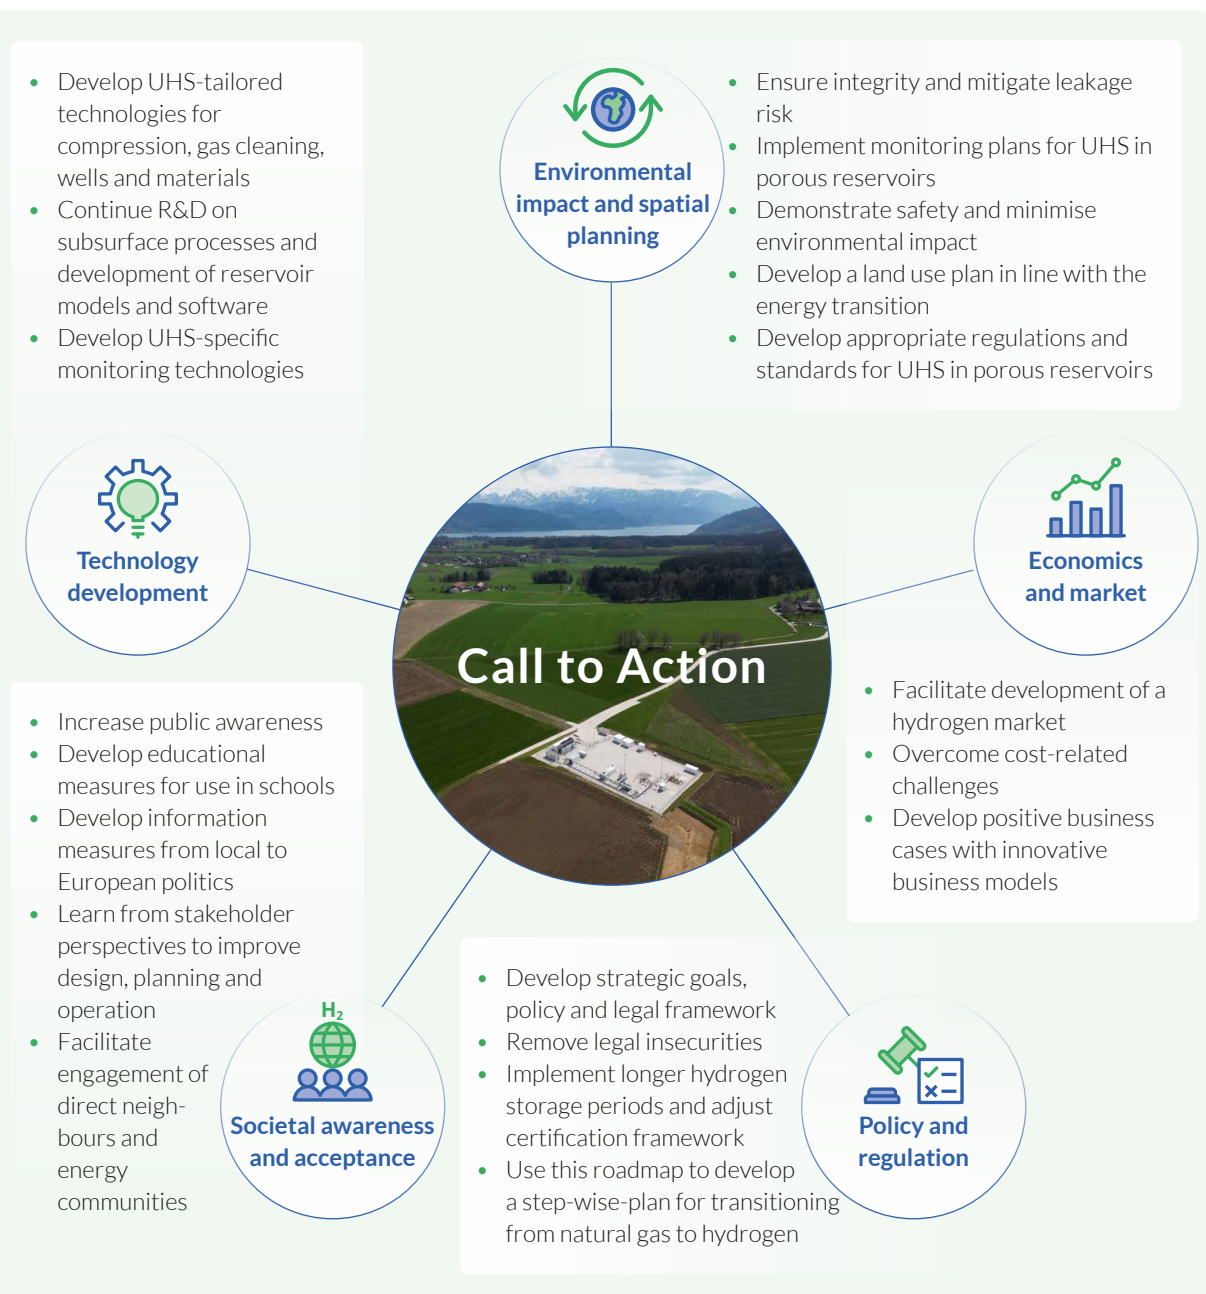 • Develop UHS-tailored
technologies for
compression, gas cleaning,
wells and materials
• Continue R&D on
subsurface processes and
development of reservoir
models and software
• Develop UHS-specific
monitoring technologies
Technology
development
Environmental
impact and spatial
planning
• Ensure integrity and mitigate leakage
risk
• Implement monitoring plans for UHS in
porous reservoirs
• Demonstrate safety and minimise
environmental impact
• Develop a land use plan in line with the
energy transition
• Develop appropriate regulations and
standards for UHS in porous reservoirs
Call to Action
Economics
and market
• Facilitate development of a
hydrogen market
• Overcome cost-related
challenges
• Develop positive business
cases with innovative
business models
• Increase public awareness
• Develop educational
measures for use in schools
• Develop information
measures from local to
European politics
• Learn from stakeholder
perspectives to improve
design, planning and
operation
• Facilitate
engagement of
direct neigh-
bours and
energy
communities
H₂
Societal awareness
and acceptance
• Develop strategic goals,
policy and legal framework
• Remove legal insecurities
• Implement longer hydrogen
storage periods and adjust
certification framework
• Use this roadmap to develop
a step-wise-plan for transitioning
from natural gas to hydrogen
Policy and
regulation